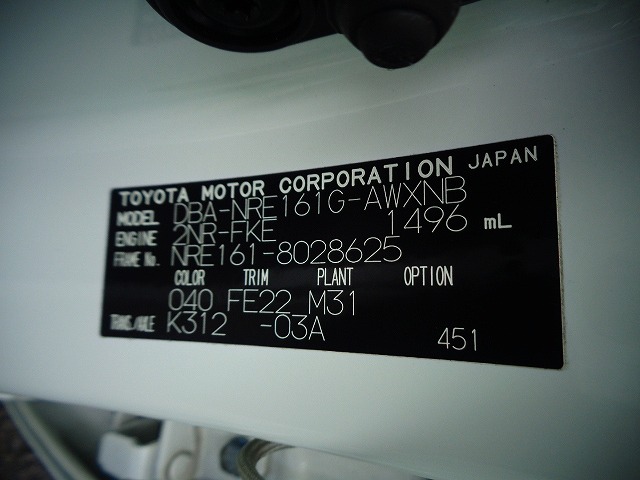 TOYOTA MOTOR CORPORATION JAPAN
MODEL DBA-NRE161G-AWXNB
ENGINE 2NR-FKE 1496 mL
FRAME No. NRE161-8028625
COLOR TRIM PLANT OPTION
040 FE22 M31
TRANS/AXLE K312 -03A
451